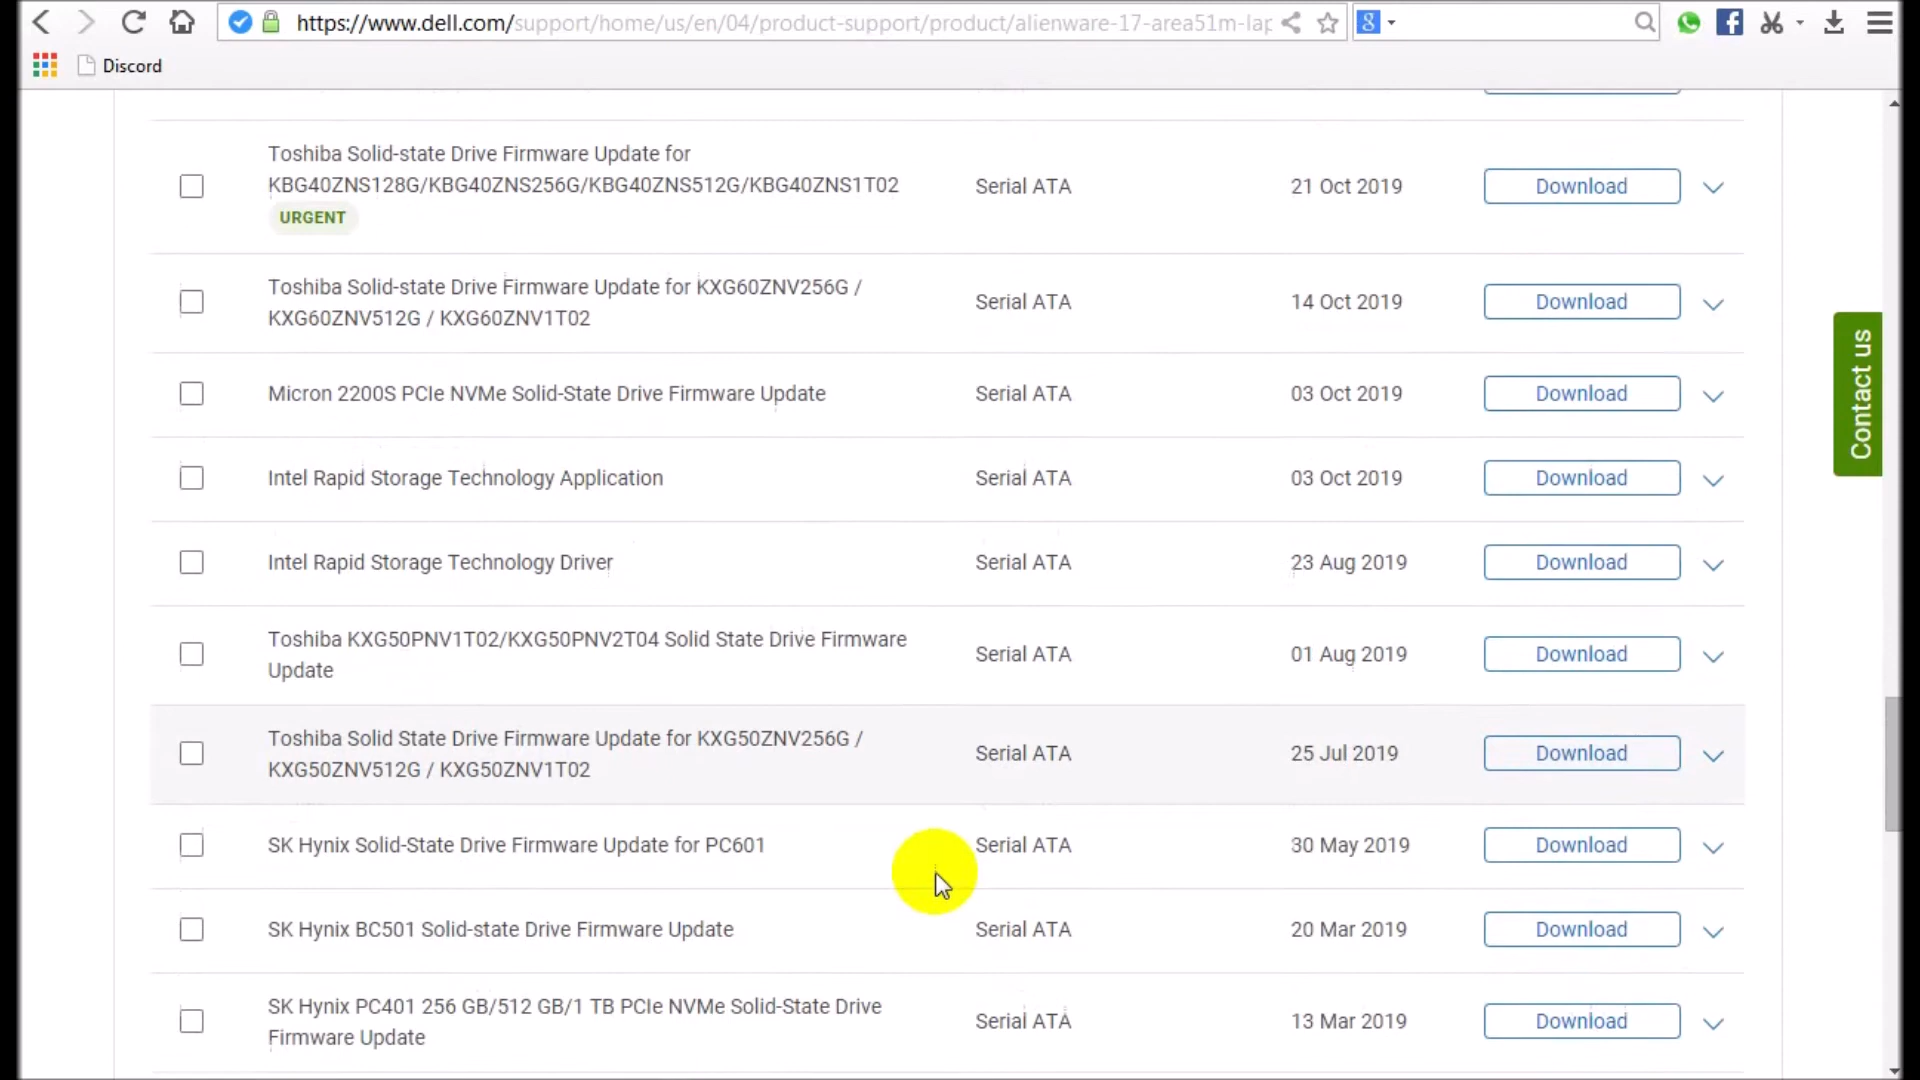 https://www.dell.com/support/home/us/en/04/product-support/product/alienware-17-area51m-lap
8
Discord
Toshiba Solid-state Drive Firmware Update for
KBG40ZNS128G/KBG40ZNS256G/KBG40ZNS512G/KBG40ZNS1T02
URGENT
Serial ATA
21 Oct 2019
Download
Toshiba Solid-state Drive Firmware Update for KXG60ZNV256G /
KXG60ZNV512G / KXG60ZNV1T02
Serial ATA
14 Oct 2019
Download
Micron 2200S PCIe NVMe Solid-State Drive Firmware Update
Serial ATA
03 Oct 2019
Download
Contact us
Intel Rapid Storage Technology Application
Serial ATA
03 Oct 2019
Download
Intel Rapid Storage Technology Driver
Serial ATA
23 Aug 2019
Download
Toshiba KXG50PNV1T02/KXG50PNV2T04 Solid State Drive Firmware
Update
Serial ATA
01 Aug 2019
Download
Toshiba Solid State Drive Firmware Update for KXG50ZNV256G /
KXG50ZNV512G / KXG50ZNV1T02
Serial ATA
25 Jul 2019
Download
SK Hynix Solid-State Drive Firmware Update for PC601
Serial ATA
30 May 2019
Download
SK Hynix BC501 Solid-state Drive Firmware Update
Serial ATA
20 Mar 2019
Download
SK Hynix PC401 256 GB/512 GB/1 TB PCIe NVMe Solid-State Drive
Firmware Update
Serial ATA
13 Mar 2019
Download